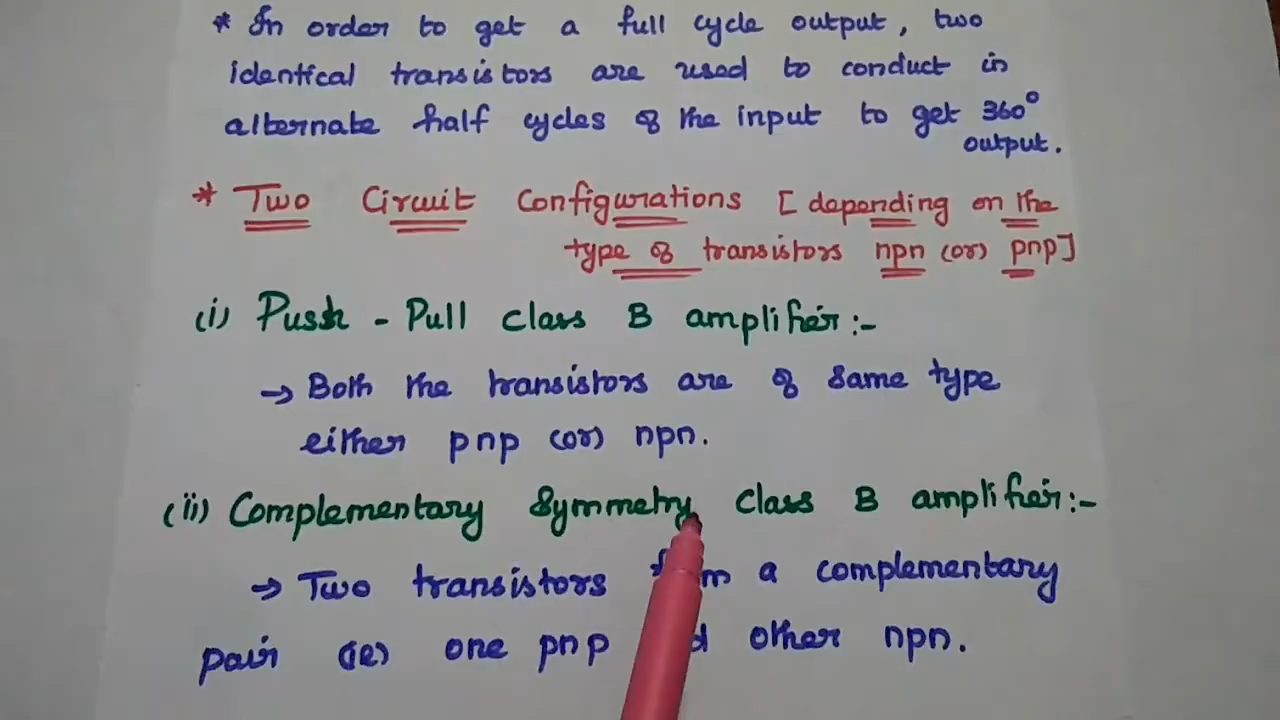 * In order to get a full cycle output, two
identical transistors are used to conduct in
alternate half cycles of the input to get 360°
output.
* Two Circuit Configurations [depending on the
type of transistors npn (or) pnp]
(i) Push - Pull class B amplifier:-
→ Both the transistors are of same type
either pnp (or) npn.
(ii) Complementary Symmetry Class B amplifier:-
→ Two transistors a complementary
pair (ie) one pnp other npn.